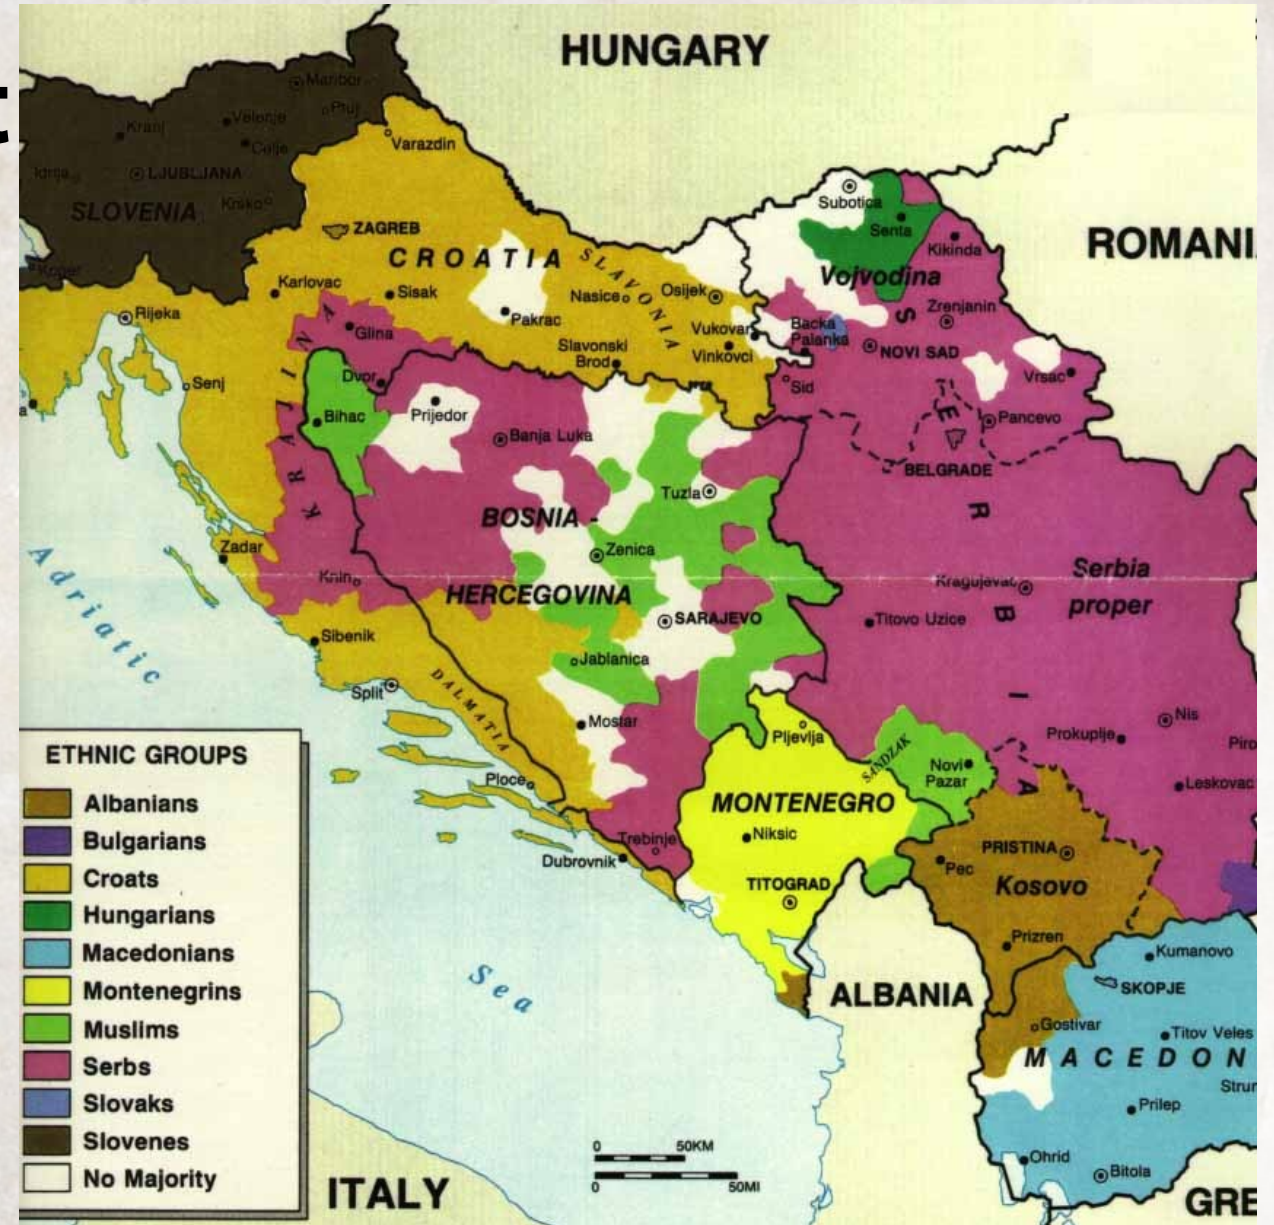 t
HUNGARY
Maribor
Ptuj
Velenje
Kranj
Celje
Varazdin
Idrija
LJUBLJANA
Krsko
SLOVENIA
Koper
ROMANI
Subotica
Senta
Kikinda
ZAGREB
CROATIA
SLAVONIA
Vojvodina
Karlovac
Sisak
Nasice
Osijek
Zrenjanin
Rijeka
Pakrac
Glina
Vukovar
Backa
Palanka
NOVI SAD
Slavonski
Brod
Vinkovci
Senj
Dvor
Sid
Vrsac
KRAJINA
Bihac
Prijedor
Banja Luka
Pancevo
BELGRADE
SERBIA
Tuzla
BOSNIA -
HERCEGOVINA
Zadar
Zenica
Knin
Kragujevac
Serbia
proper
Adriatic
Sea
SARAJEVO
Titovo Uzice
Sibenik
Jablanica
Split
DALMATIA
Mostar
Pljevlja
SANDZAK
Novi
Pazar
Nis
Prokuplje
Piro
Leskovac
Ploce
MONTENEGRO
Niksic
Trebinje
Dubrovnik
TITOGRAD
PRISTINA
Pec
Kosovo
Prizren
ALBANIA
Kumanovo
SKOPJE
Gostivar
Titov Veles
MACEDON
Strur
Prilep
Ohrid
Bitola
GRE
ITALY
0 50KM
0 50MI
ETHNIC GROUPS
Albanians
Bulgarians
Croats
Hungarians
Macedonians
Montenegrins
Muslims
Serbs
Slovaks
Slovenes
No Majority
a